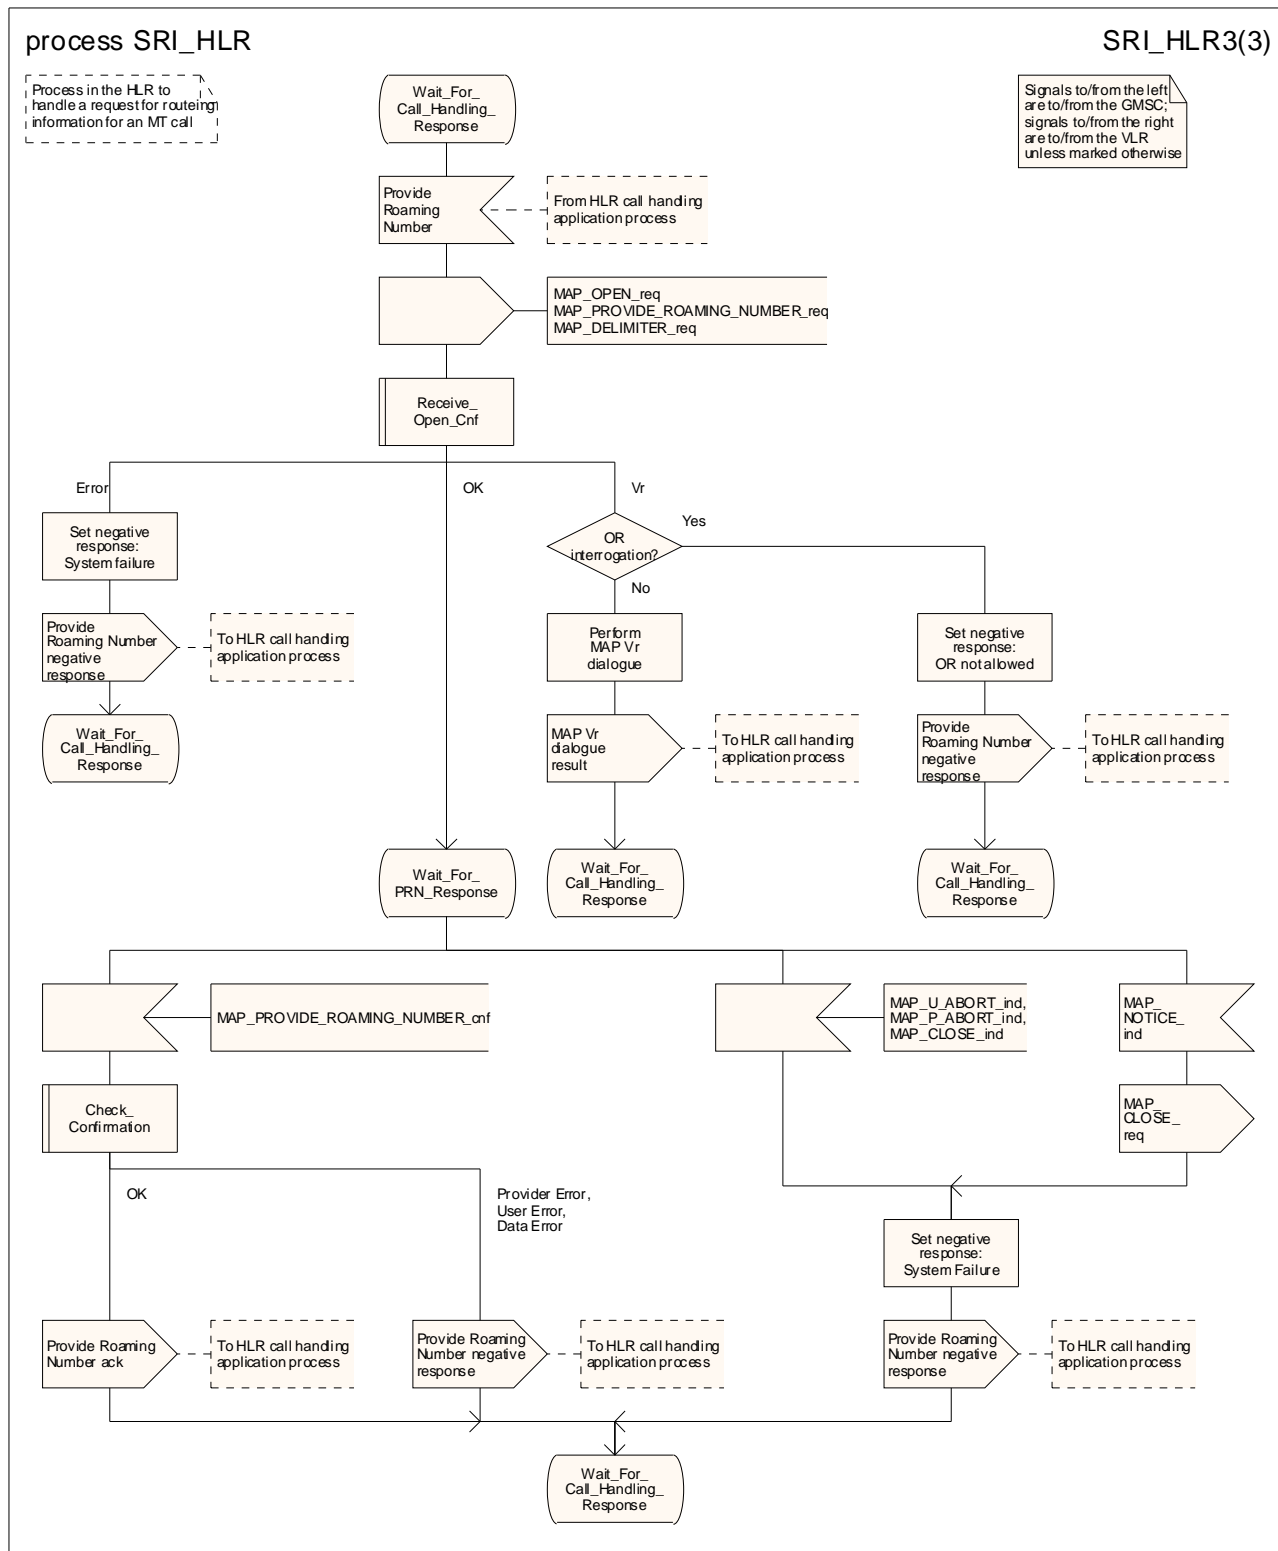 process SRI_HLR
SRI_HLR3(3)
Process in the HLR to
handle a request for routeing
information for an MT call
Wait_For_
Call_Handling_
Response
Signals to/from the left
are to/from the GMSC;
signals to/from the right
are to/from the VLR
unless marked otherwise
Provide
Roaming
Number
From HLR call handling
application process
MAP_OPEN_req
MAP_PROVIDE_ROAMING_NUMBER_req
MAP_DELIMITER_req
Receive_
Open_Cnf
Error
OK
Vr
Set negative
response:
System failure
OR
interrogation?
Yes
No
Provide
Roaming Number
negative
response
To HLR call handling
application process
Perform
MAP Vr
dialogue
Set negative
response:
OR not allowed
Wait_For_
Call_Handling_
Response
MAP Vr
dialogue
result
To HLR call handling
application process
Provide
Roaming Number
negative
response
To HLR call handling
application process
Wait_For_
PRN_Response
Wait_For_
Call_Handling_
Response
Wait_For_
Call_Handling_
Response
MAP_PROVIDE_ROAMING_NUMBER_cnf
MAP_U_ABORT_ind,
MAP_P_ABORT_ind,
MAP_CLOSE_ind
MAP_
NOTICE_
ind
Check_
Confirmation
MAP_
CLOSE_
req
OK
Provider Error,
User Error,
Data Error
Set negative
response:
System Failure
Provide Roaming
Number ack
To HLR call handling
application process
Provide Roaming
Number negative
response
To HLR call handling
application process
Provide Roaming
Number negative
response
To HLR call handling
application process
Wait_For_
Call_Handling_
Response